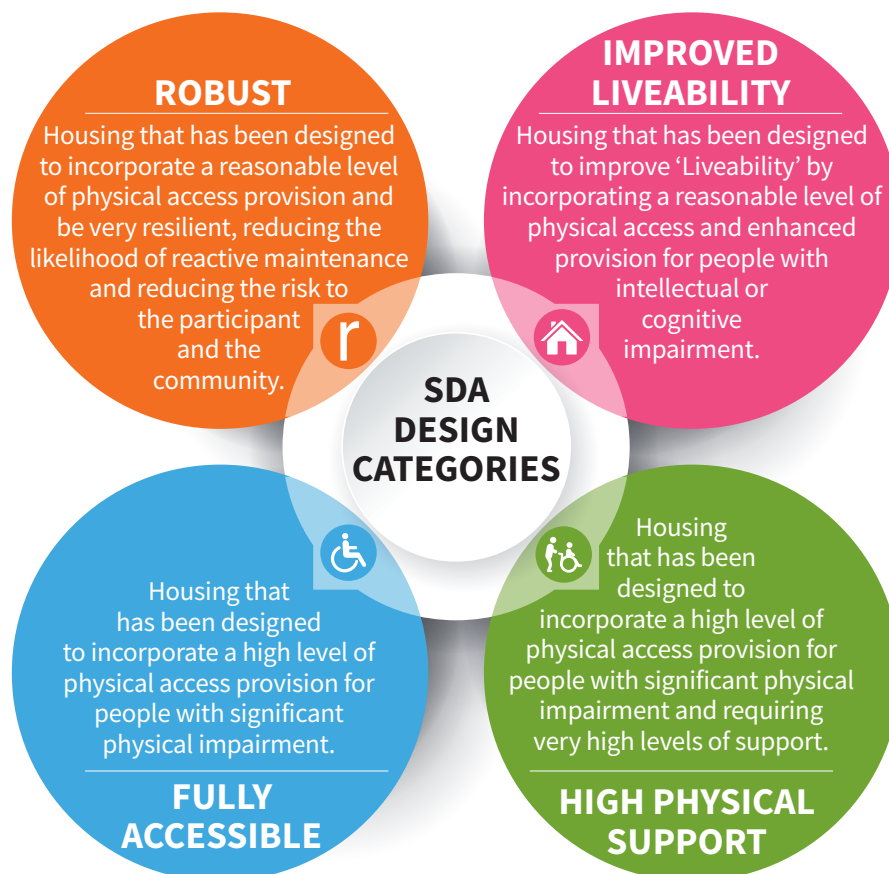 ROBUST
Housing that has been designed
to incorporate a reasonable level
of physical access provision and
be very resilient, reducing the
likelihood of reactive maintenance
and reducing the risk to
the participant
and the
community.
r
IMPROVED
LIVEABILITY
Housing that has been designed
to improve ‘Liveability’ by
incorporating a reasonable level of
physical access and enhanced
provision for people with
intellectual or
cognitive
impairment.
SDA
DESIGN
CATEGORIES
Housing that
has been designed
to incorporate a high level of
physical access provision for
people with significant
physical impairment.
FULLY
ACCESSIBLE
Housing
that has been
designed to
incorporate a high level of
physical access provision for
people with significant physical
impairment and requiring
very high levels of support.
HIGH PHYSICAL
SUPPORT